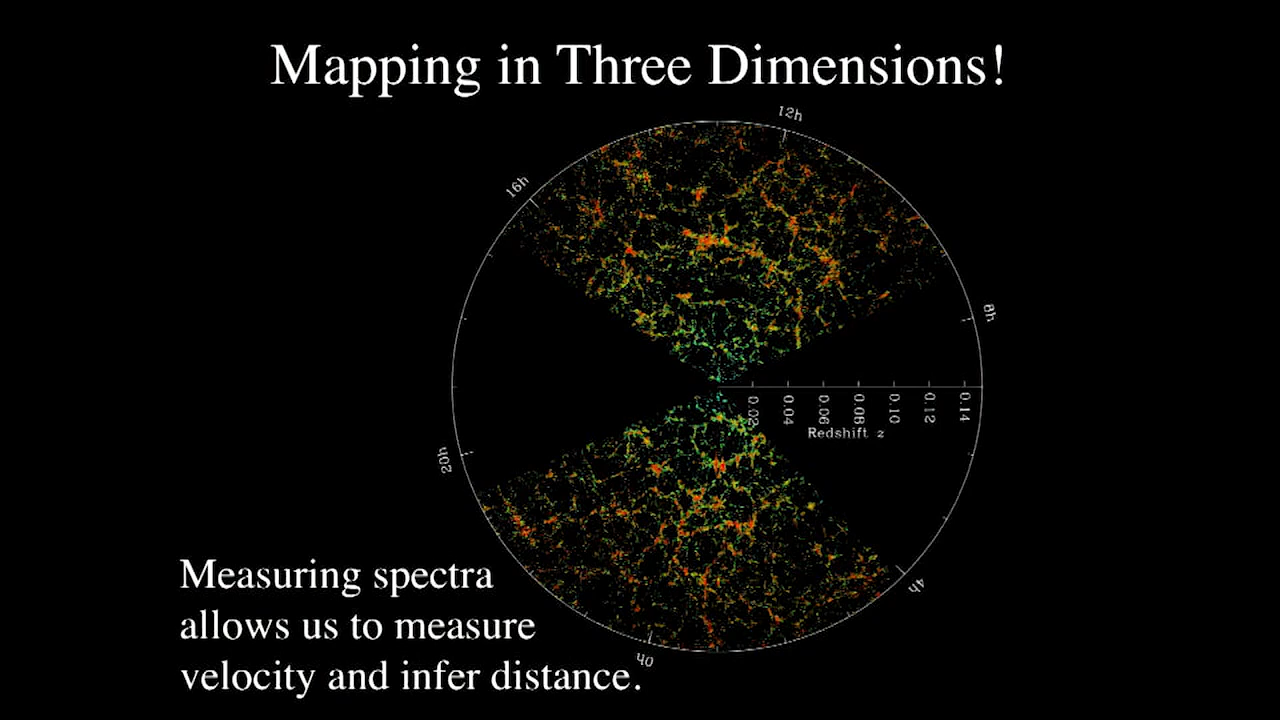 Mapping in Three Dimensions!
12h
16h
8h
0.02 0.04 0.06 0.08 0.10 0.12 0.14
Redshift z
20h
4h
0h
Measuring spectra
allows us to measure
velocity and infer distance.